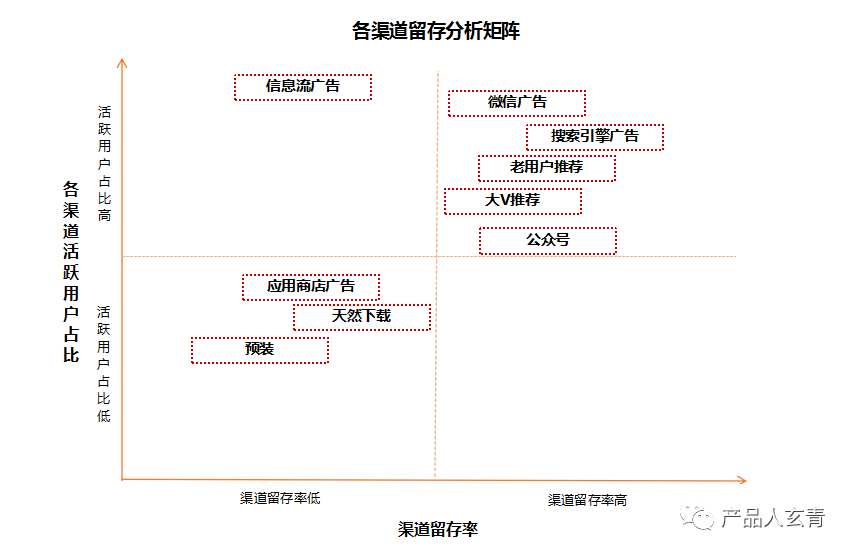 各渠道留存分析矩阵
信息流广告
微信广告
搜索引擎广告
老用户推荐
大V推荐
公众号
活跃用户占比高
各渠道活跃用户占比
应用商店广告
天然下载
预装
活跃用户占比低
渠道留存率低
渠道留存率高
渠道留存率
产品人玄青